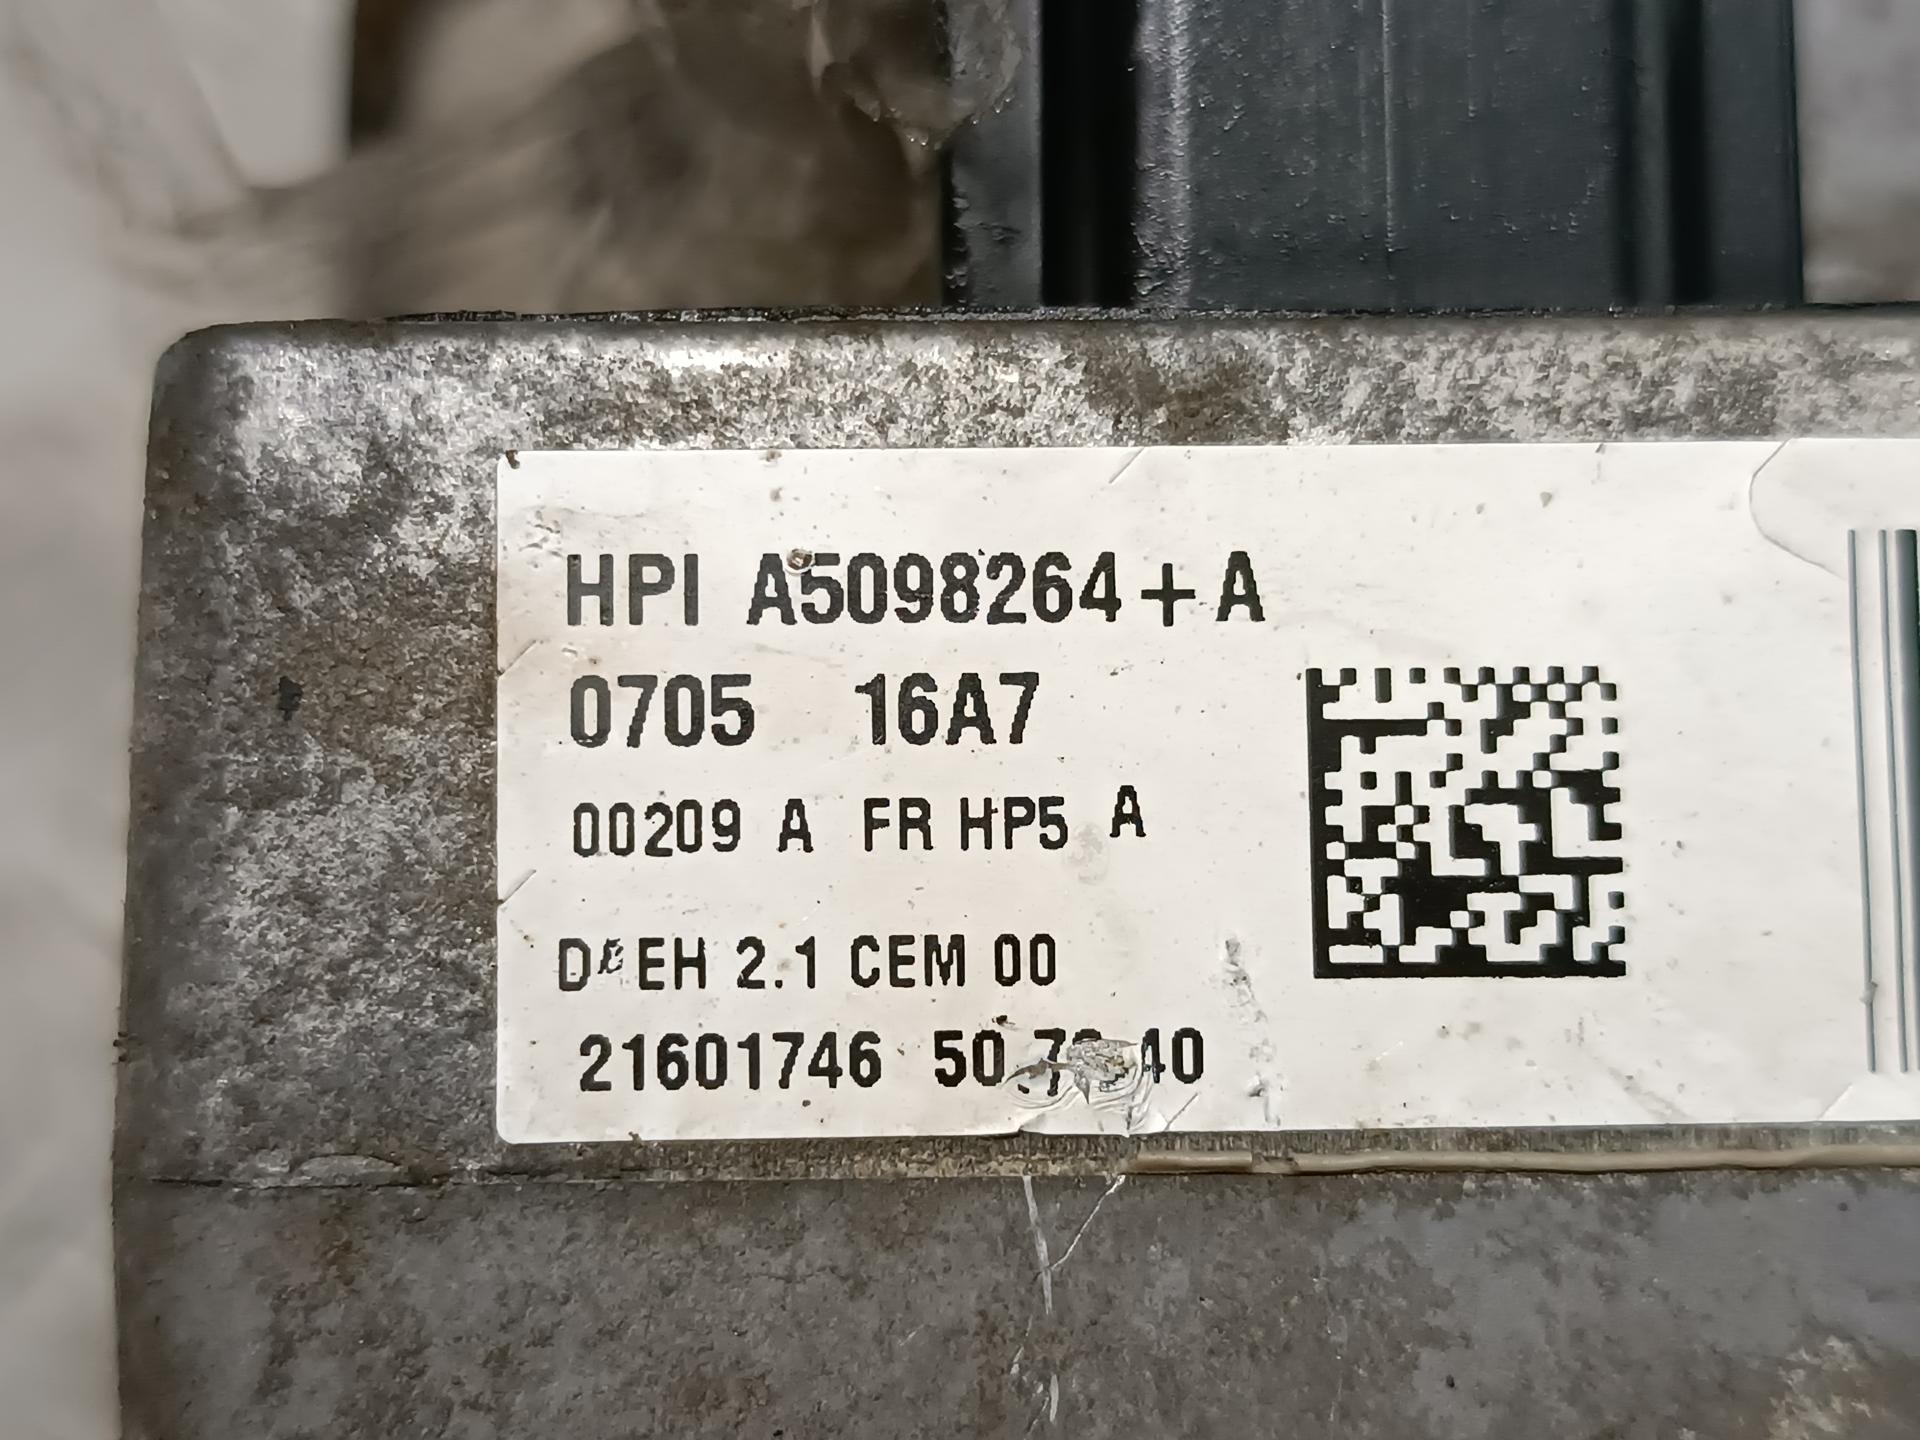 HPI A5098264+A
0705 16A7
00209 A FR HP5 A
EH 2.1 CEM 00
21601746